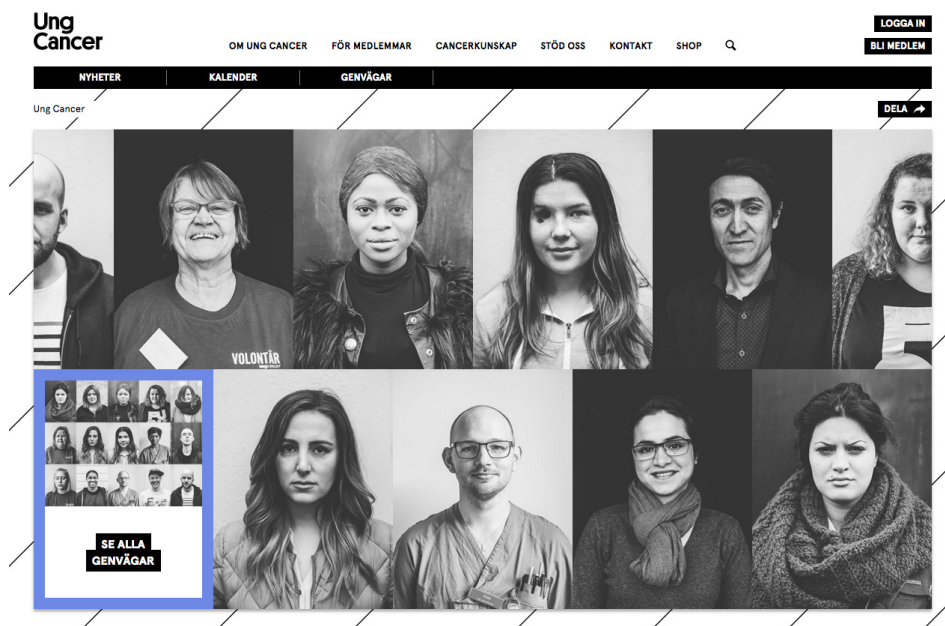 Ung
Cancer
LOGGA IN
OM UNG CANCER FÖR MEDLEMMAR CANCERKUNSKAP STÖD OSS KONTAKT SHOP
BLI MEDLEM
NYHETER KALENDER GENVÄGAR
Ung Cancer
DELA
VOLONTÄR
SE ALLA
GENVÄGAR